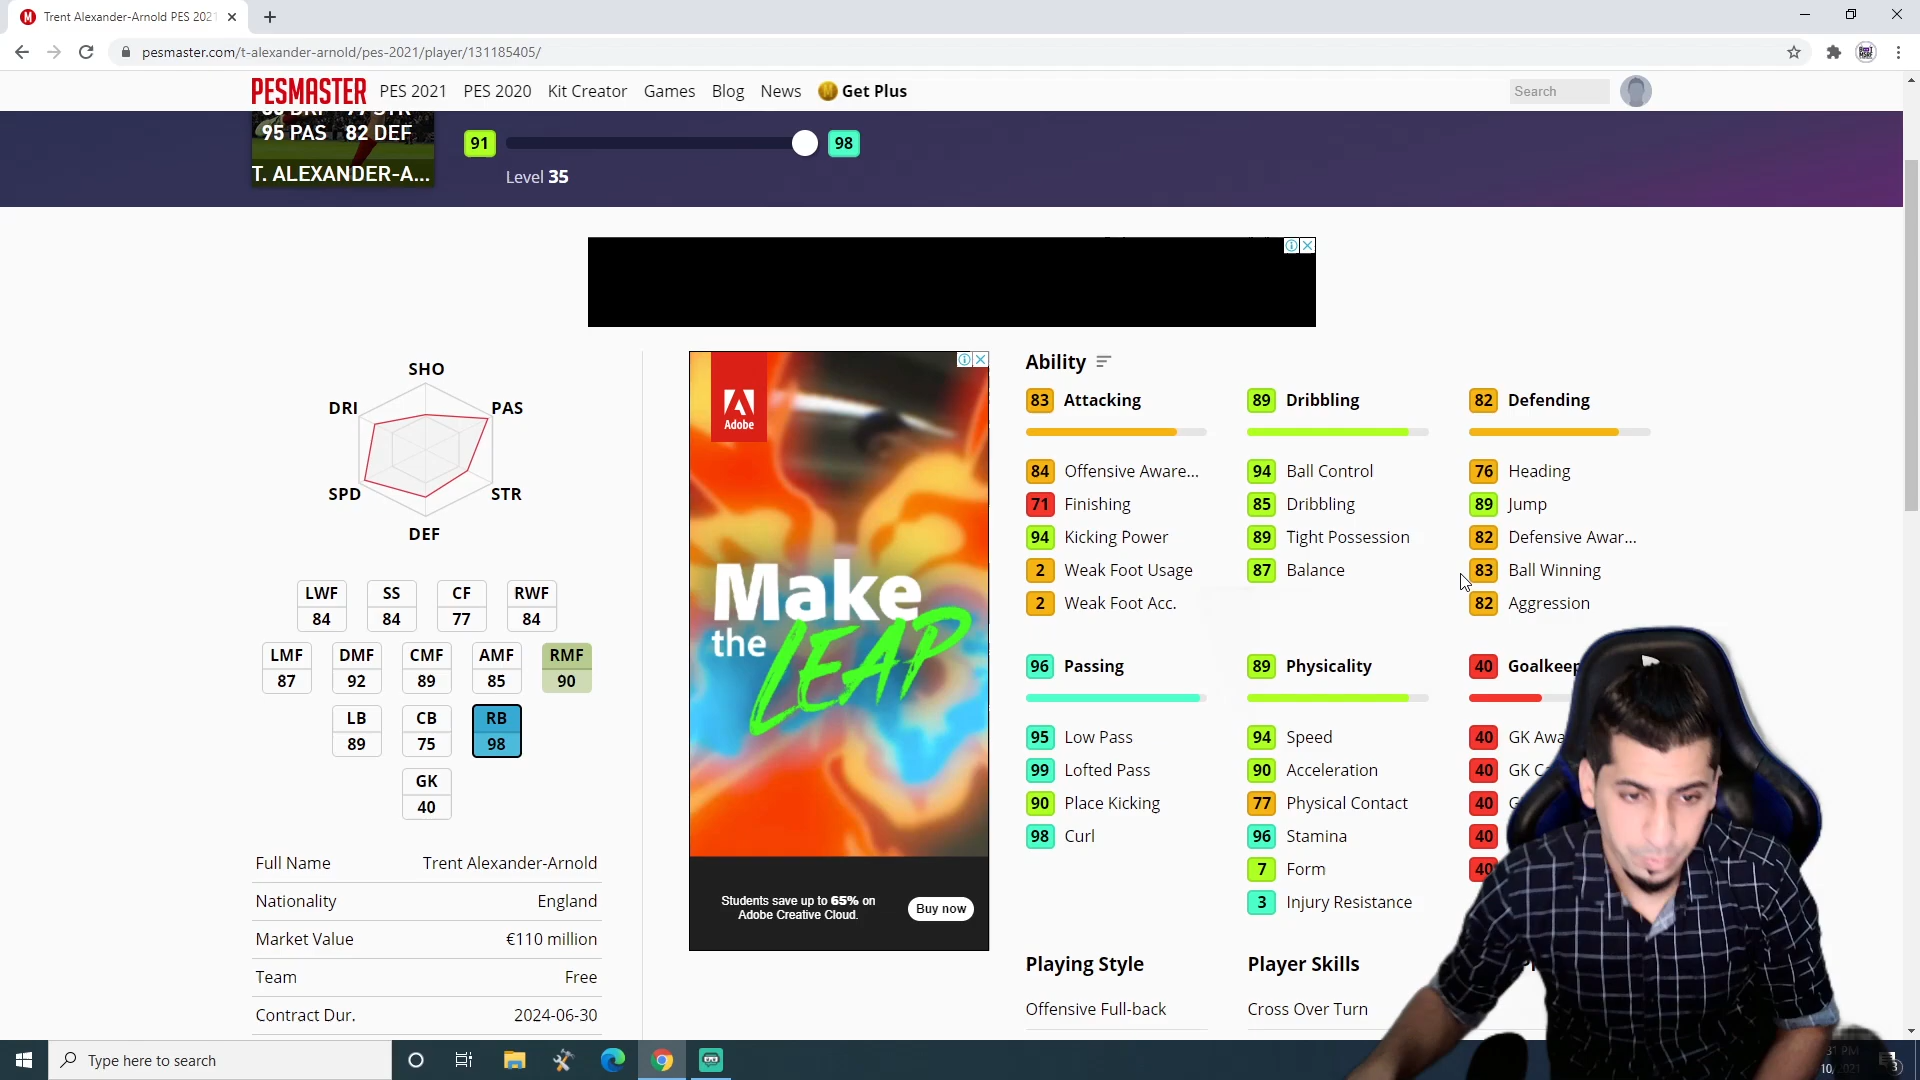 Trent Alexander-Arnold PES 2021
pesmaster.com/t-alexander-arnold/pes-2021/player/131185405/
PESMASTER PES 2021 PES 2020 Kit Creator Games Blog News Get Plus Search
95 PAS 82 DEF
T. ALEXANDER-A...
91 98
Level 35
SHO
DRI PAS
SPD STR
DEF
LWF SS CF RWF
84 84 77 84
LMF DMF CMF AMF RMF
87 92 89 85 90
LB CB RB
89 75 98
GK
40
Full Name Trent Alexander-Arnold
Nationality England
Market Value €110 million
Team Free
Contract Dur. 2024-06-30
Adobe
Make
the LEAP
Students save up to 65% on
Adobe Creative Cloud.
Buy now
Ability
83 Attacking
84 Offensive Aware...
71 Finishing
94 Kicking Power
2 Weak Foot Usage
2 Weak Foot Acc.
89 Dribbling
94 Ball Control
85 Dribbling
89 Tight Possession
87 Balance
82 Defending
76 Heading
89 Jump
82 Defensive Awar...
83 Ball Winning
82 Aggression
96 Passing
95 Low Pass
99 Lofted Pass
90 Place Kicking
98 Curl
89 Physicality
94 Speed
90 Acceleration
77 Physical Contact
96 Stamina
7 Form
3 Injury Resistance
40 Goalkeep
40 GK Awa
40 GK
40
40
40
Playing Style
Offensive Full-back
Player Skills
Cross Over Turn
Type here to search